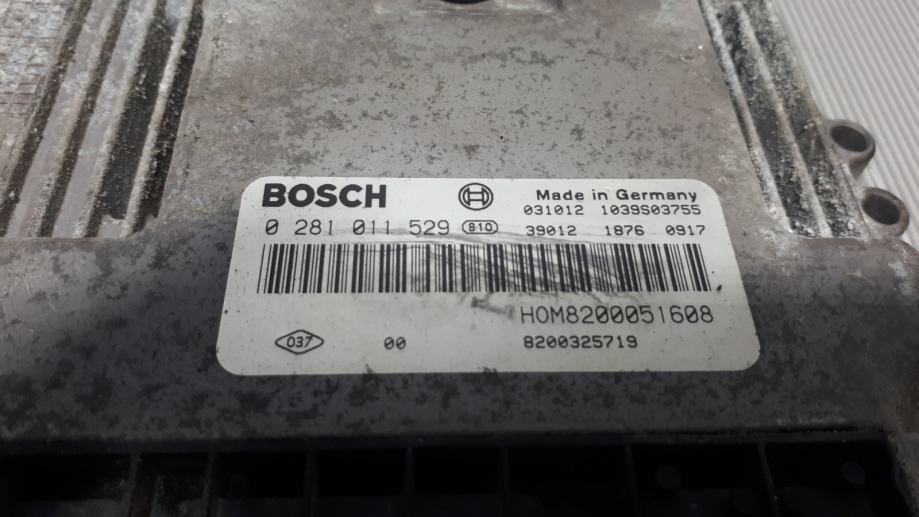 BOSCH Made in Germany
031012 1039S03755
0 281 011 529 810 39012 1876 0917
HOM8200051608
037 00 8200325719